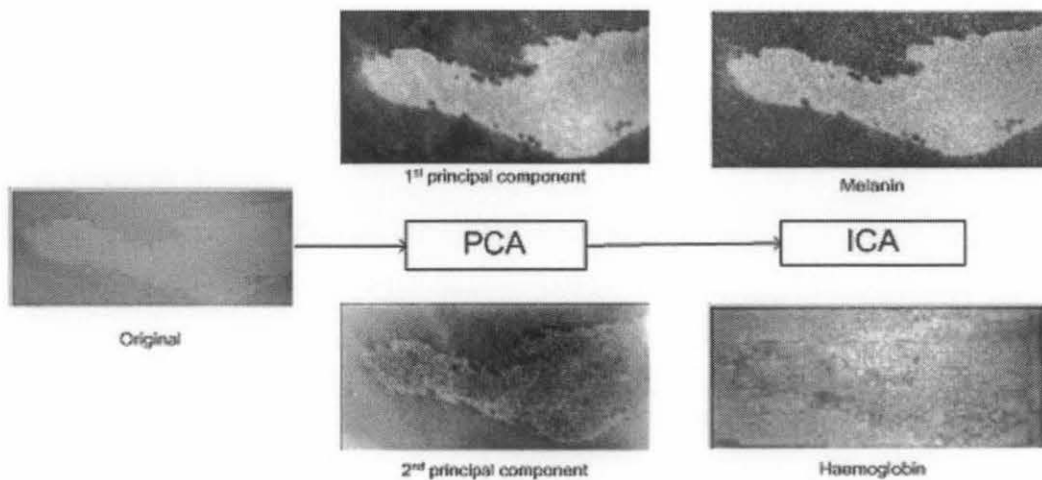 1st principal component
Melanin
PCA
ICA
Original
2nd principal component
Haemoglobin